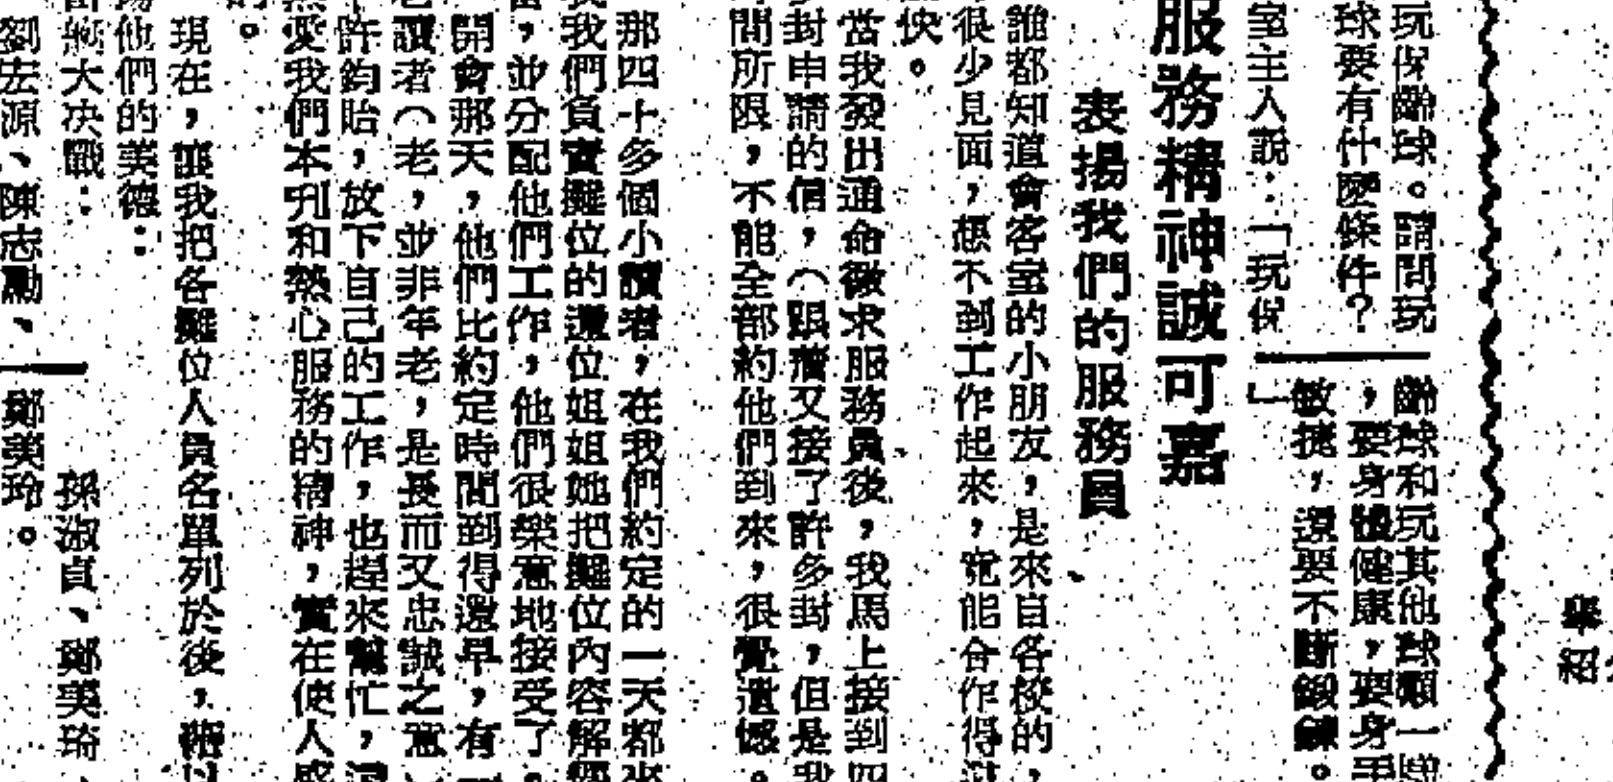 玩保齡球。請問玩
球要有什麼條件？
室主人說：「玩保
齡球和玩其他球類一
，要身體健康，要身手
敏捷，還要不斷鍛鍊。
」
服務精神誠可嘉
表揚我們的服務員
誰都知道會客室的小朋友，是來自各校的，
很少見面，想不到工作起來，竟能合作得
快。
當我發出通命徵求服務員後，我馬上接到四
封申請的信，（跟着又接了許多封，但是我
間所限，不能全部約他們到來，很覺遺憾。
那四十多個小讀者，在我們約定的一天都來
我們負責攤位的還位姐姐她把攤位內容解
，並分配他們工作，他們很樂意地接受了。
開會那天，他們比約定時間到得還早，有
讀者（老，並非年老，是長而又忠誠之意
許鈞貽，放下自己的工作，也趕來幫忙，
愛我們本刋和熱心服務的精神，實在使人
的。
現在，讓我把各攤位人員名單列於後，藉以
他們的美德：
大决戰：
劉宏源、陳志勵、
孫淑貞、鄭美琦
鄭美玲。
紹